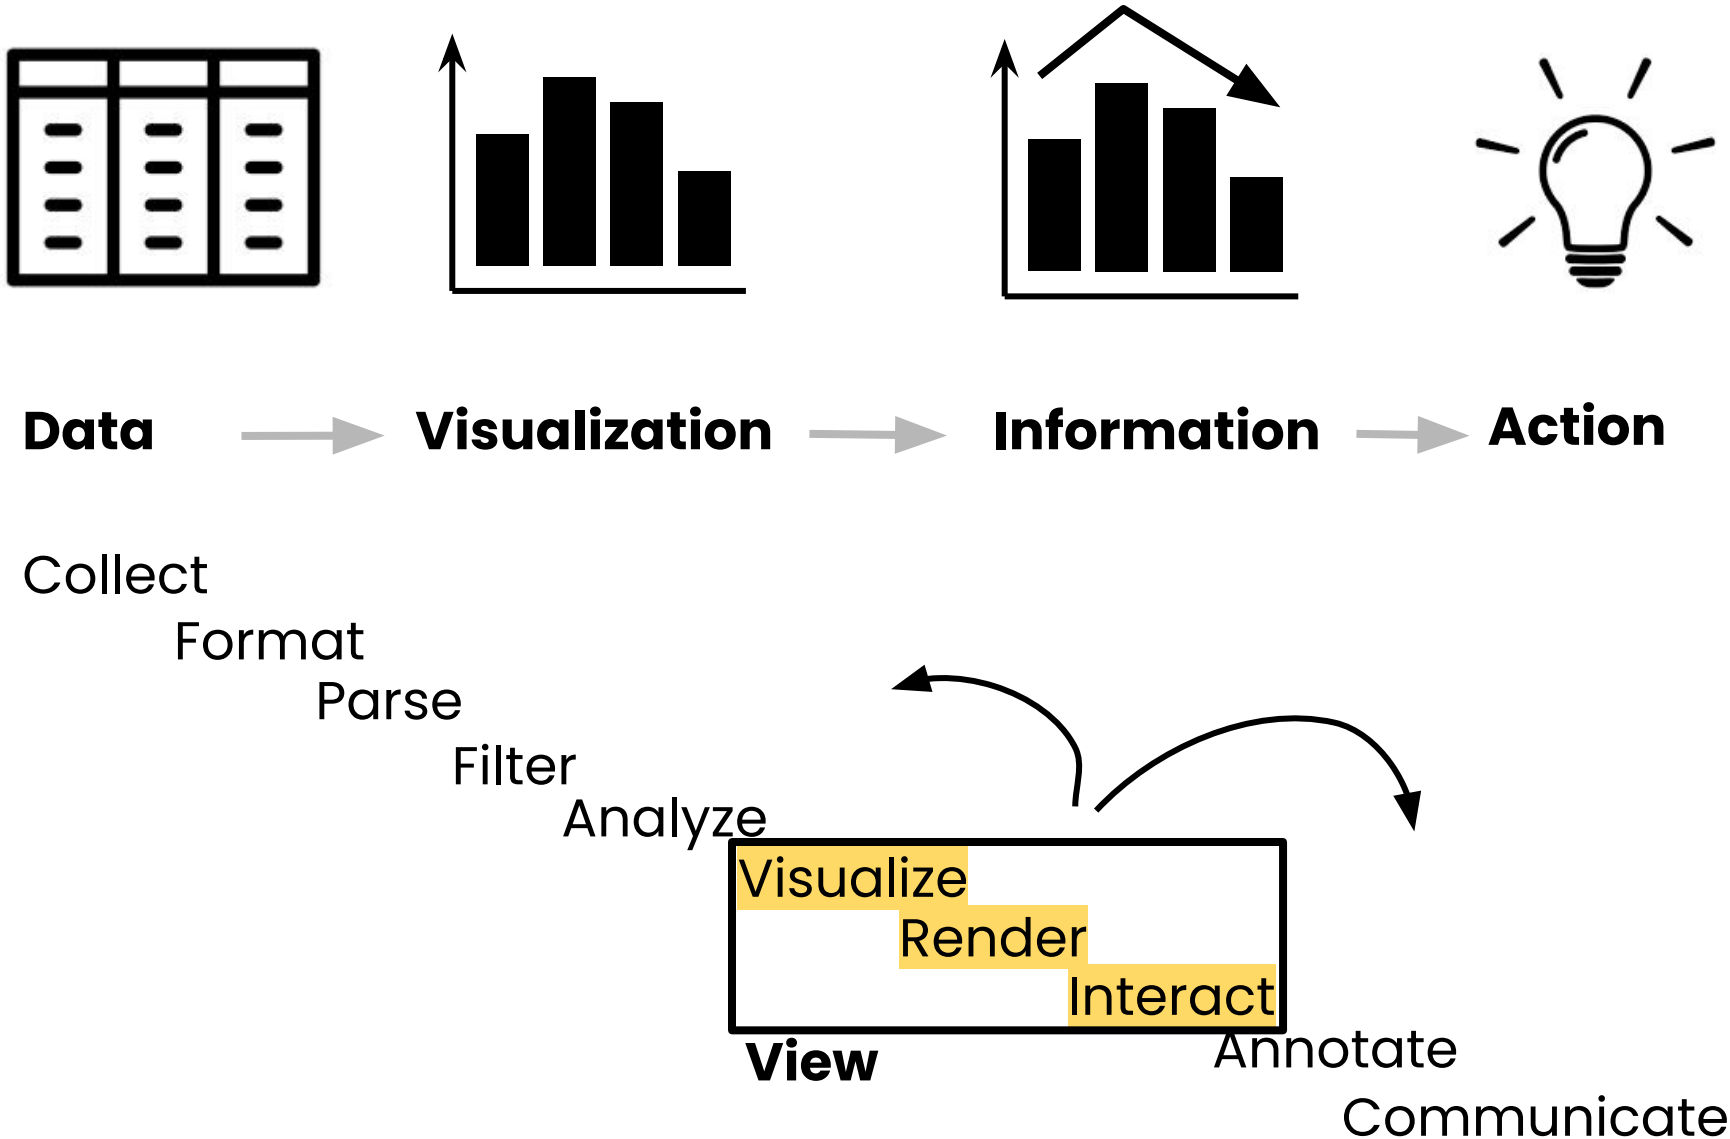 Data
Visualization
Information
Action
Collect
Format
Parse
Filter
Analyze
Visualize
Render
Interact
View
Annotate
Communicate